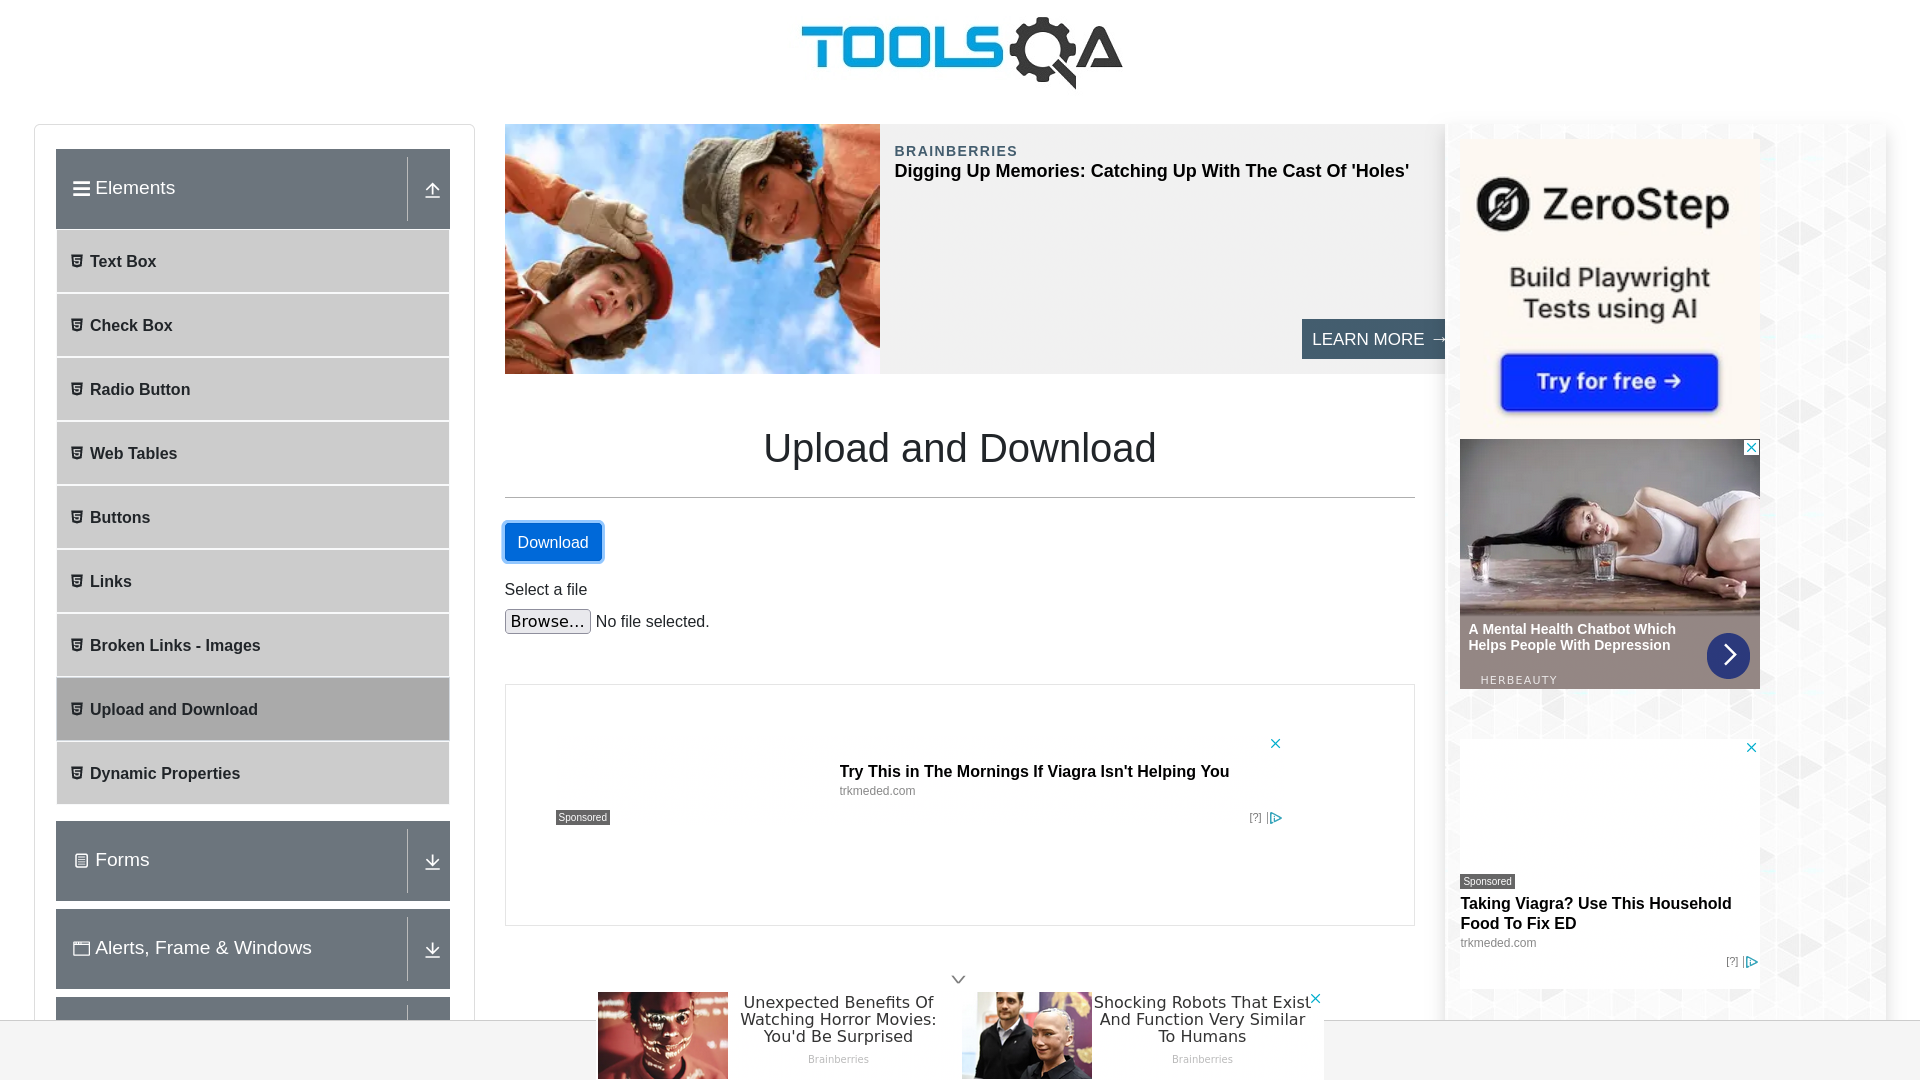 TOOLSQA
Elements
Text Box
Check Box
Radio Button
Web Tables
Buttons
Links
Broken Links - Images
Upload and Download
Dynamic Properties
Forms
Alerts, Frame & Windows
BRAINBERRIES
Digging Up Memories: Catching Up With The Cast Of 'Holes'
LEARN MORE →
Upload and Download
Download
Select a file
Browse... No file selected.
Try This in The Mornings If Viagra Isn't Helping You
trkmeded.com
Sponsored
[?]
Unexpected Benefits Of
Watching Horror Movies:
You'd Be Surprised
Brainberries
Shocking Robots That Exist
And Function Very Similar
To Humans
Brainberries
ZeroStep
Build Playwright
Tests using AI
Try for free →
A Mental Health Chatbot Which
Helps People With Depression
HERBEAUTY
Sponsored
Taking Viagra? Use This Household
Food To Fix ED
trkmeded.com
[?]